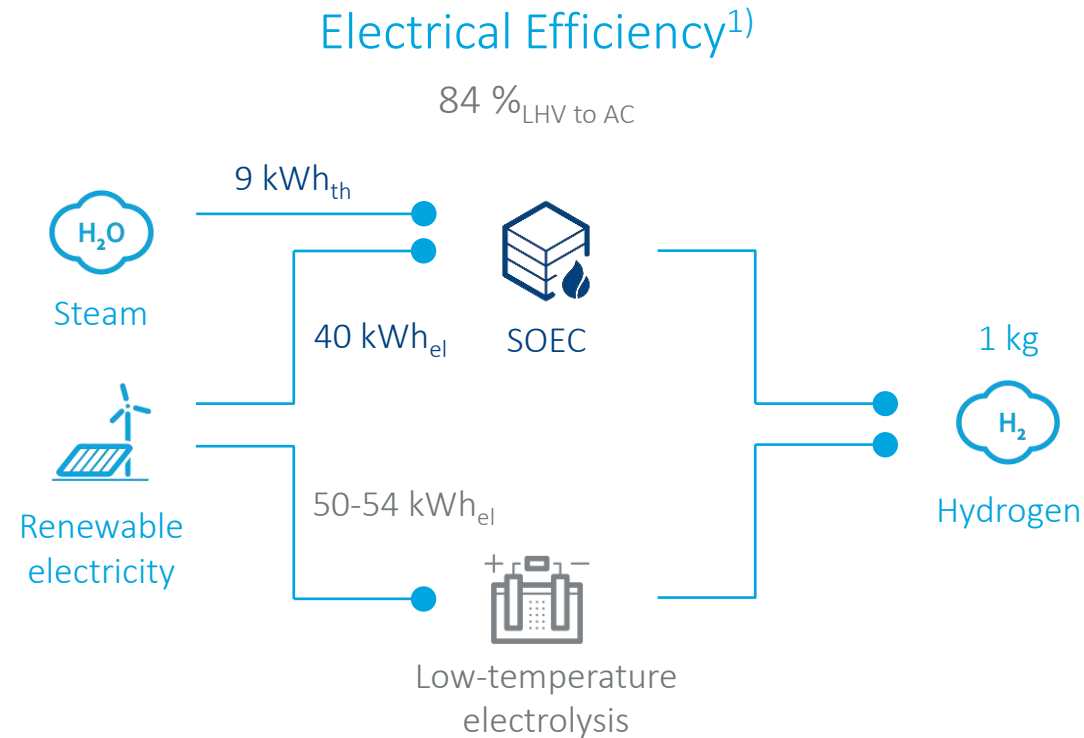 Electrical Efficiency¹⁾
84 %LHV to AC
9 kWhth
H₂O
Steam
40 kWhel
SOEC
1 kg
H₂
Hydrogen
Renewable
electricity
50-54 kWhel
+ −
Low-temperature
electrolysis